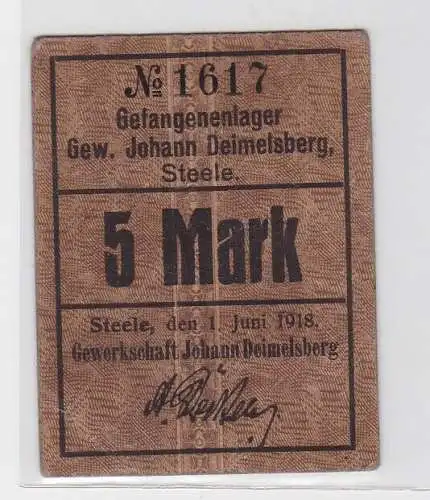 № 1617
Gefangenenlager
Gew. Johann Deimelsberg,
Steele.
5 Mark
Steele, den 1. Juni 1918.
Gewerkschaft Johann Deimelsberg